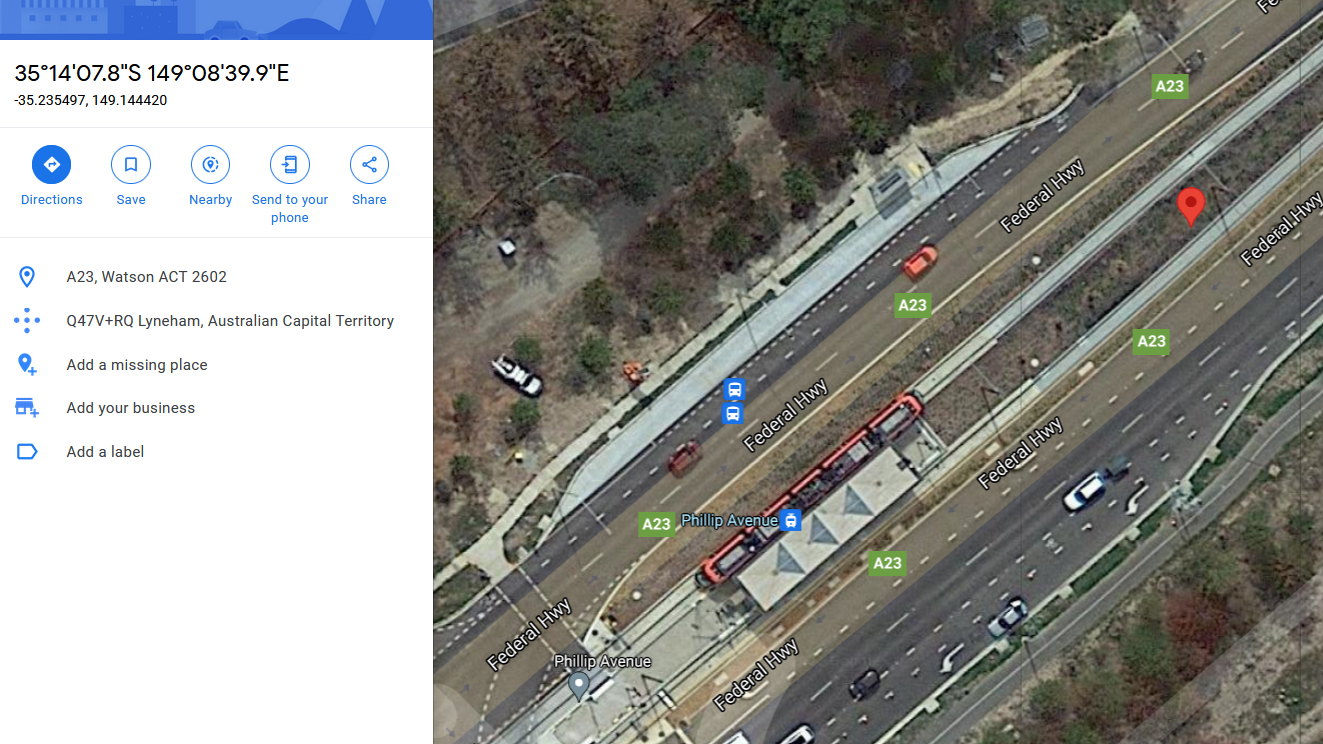 35°14'07.8"S 149°08'39.9"E
-35.235497, 149.144420
Directions
Save
Nearby
Send to your
phone
Share
A23, Watson ACT 2602
Q47V+RQ Lyneham, Australian Capital Territory
Add a missing place
Add your business
Add a label
A23
Federal Hwy
Federal Hwy
A23
A23
Federal Hwy
Federal Hwy
A23
Phillip Avenue
A23
Federal Hwy
Phillip Avenue
Federal Hwy